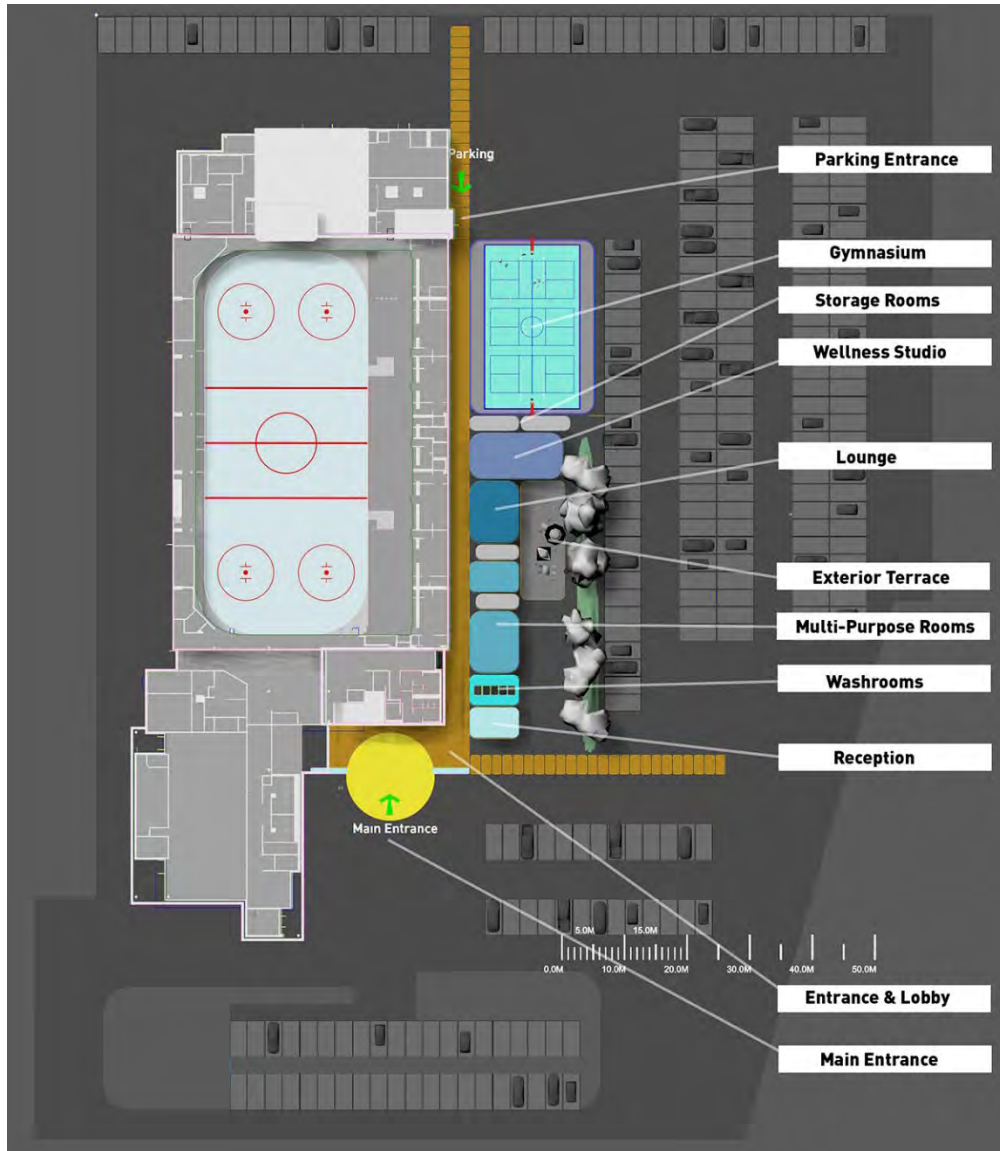 Parking
Parking Entrance
Gymnasium
Storage Rooms
Wellness Studio
Lounge
Exterior Terrace
Multi-Purpose Rooms
Washrooms
Reception
Main Entrance
5.0M 15.0M
0.0M 10.0M 20.0M 30.0M 40.0M 50.0M
Entrance & Lobby
Main Entrance